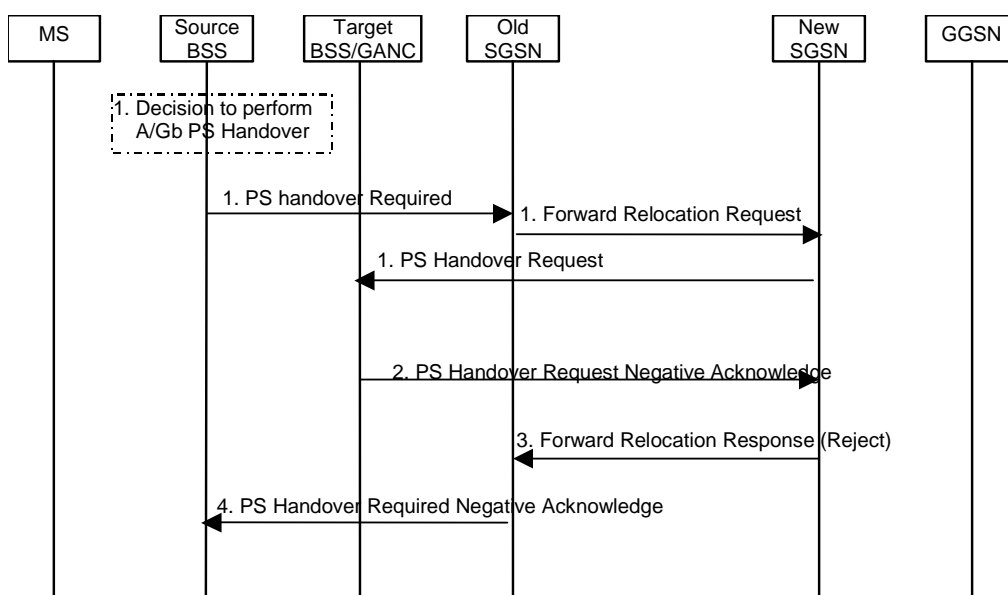 MS
Source
BSS
Target
BSS/GANC
Old
SGSN
New
SGSN
GGSN
1. Decision to perform
A/Gb PS Handover
1. PS handover Required
1. Forward Relocation Request
1. PS Handover Request
2. PS Handover Request Negative Acknowledge
3. Forward Relocation Response (Reject)
4. PS Handover Required Negative Acknowledge